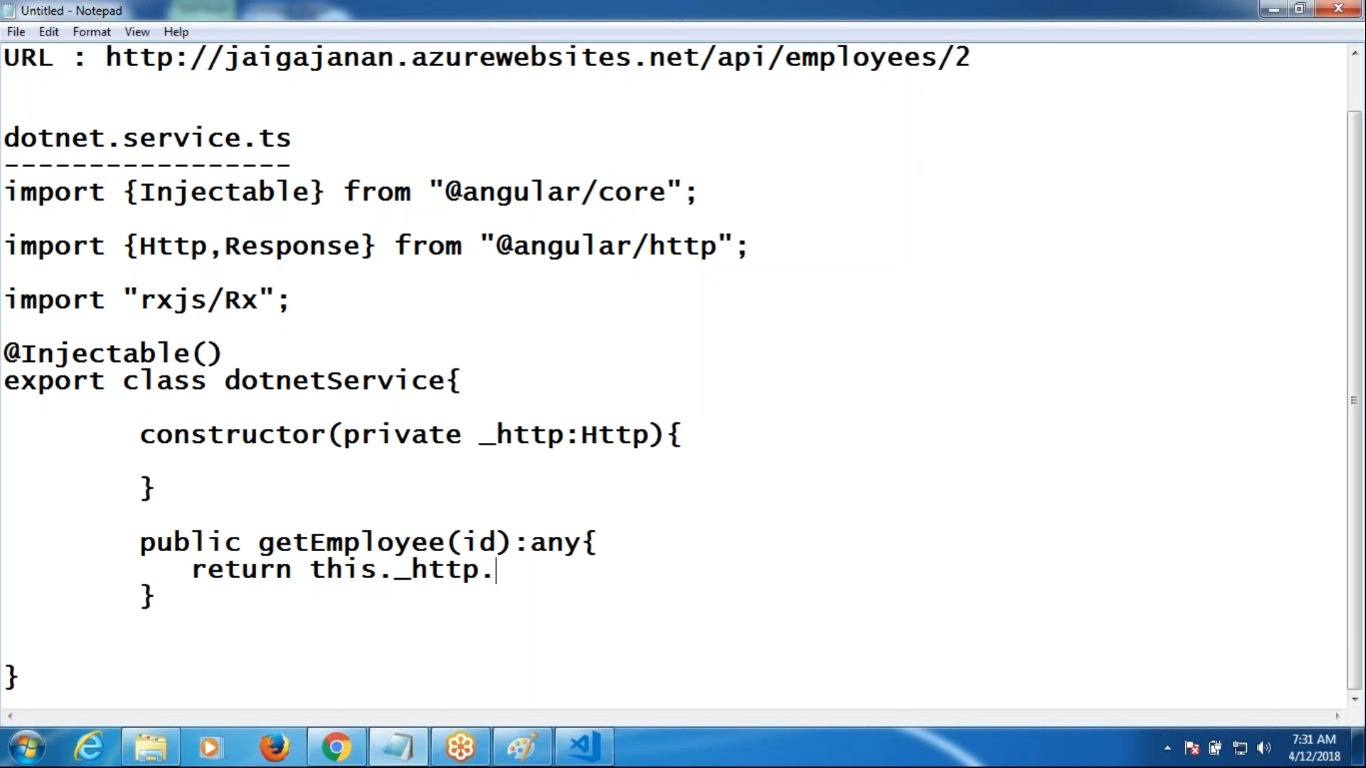 Untitled - Notepad
File Edit Format View Help
URL : http://jaigajanan.azurewebsites.net/api/employees/2
dotnet.service.ts
-----------------
import {Injectable} from "@angular/core";
import {Http,Response} from "@angular/http";
import "rxjs/Rx";
@Injectable()
export class dotnetService{
constructor(private _http:Http){
}
public getEmployee(id):any{
return this._http.
}
}
7:31 AM
4/12/2018